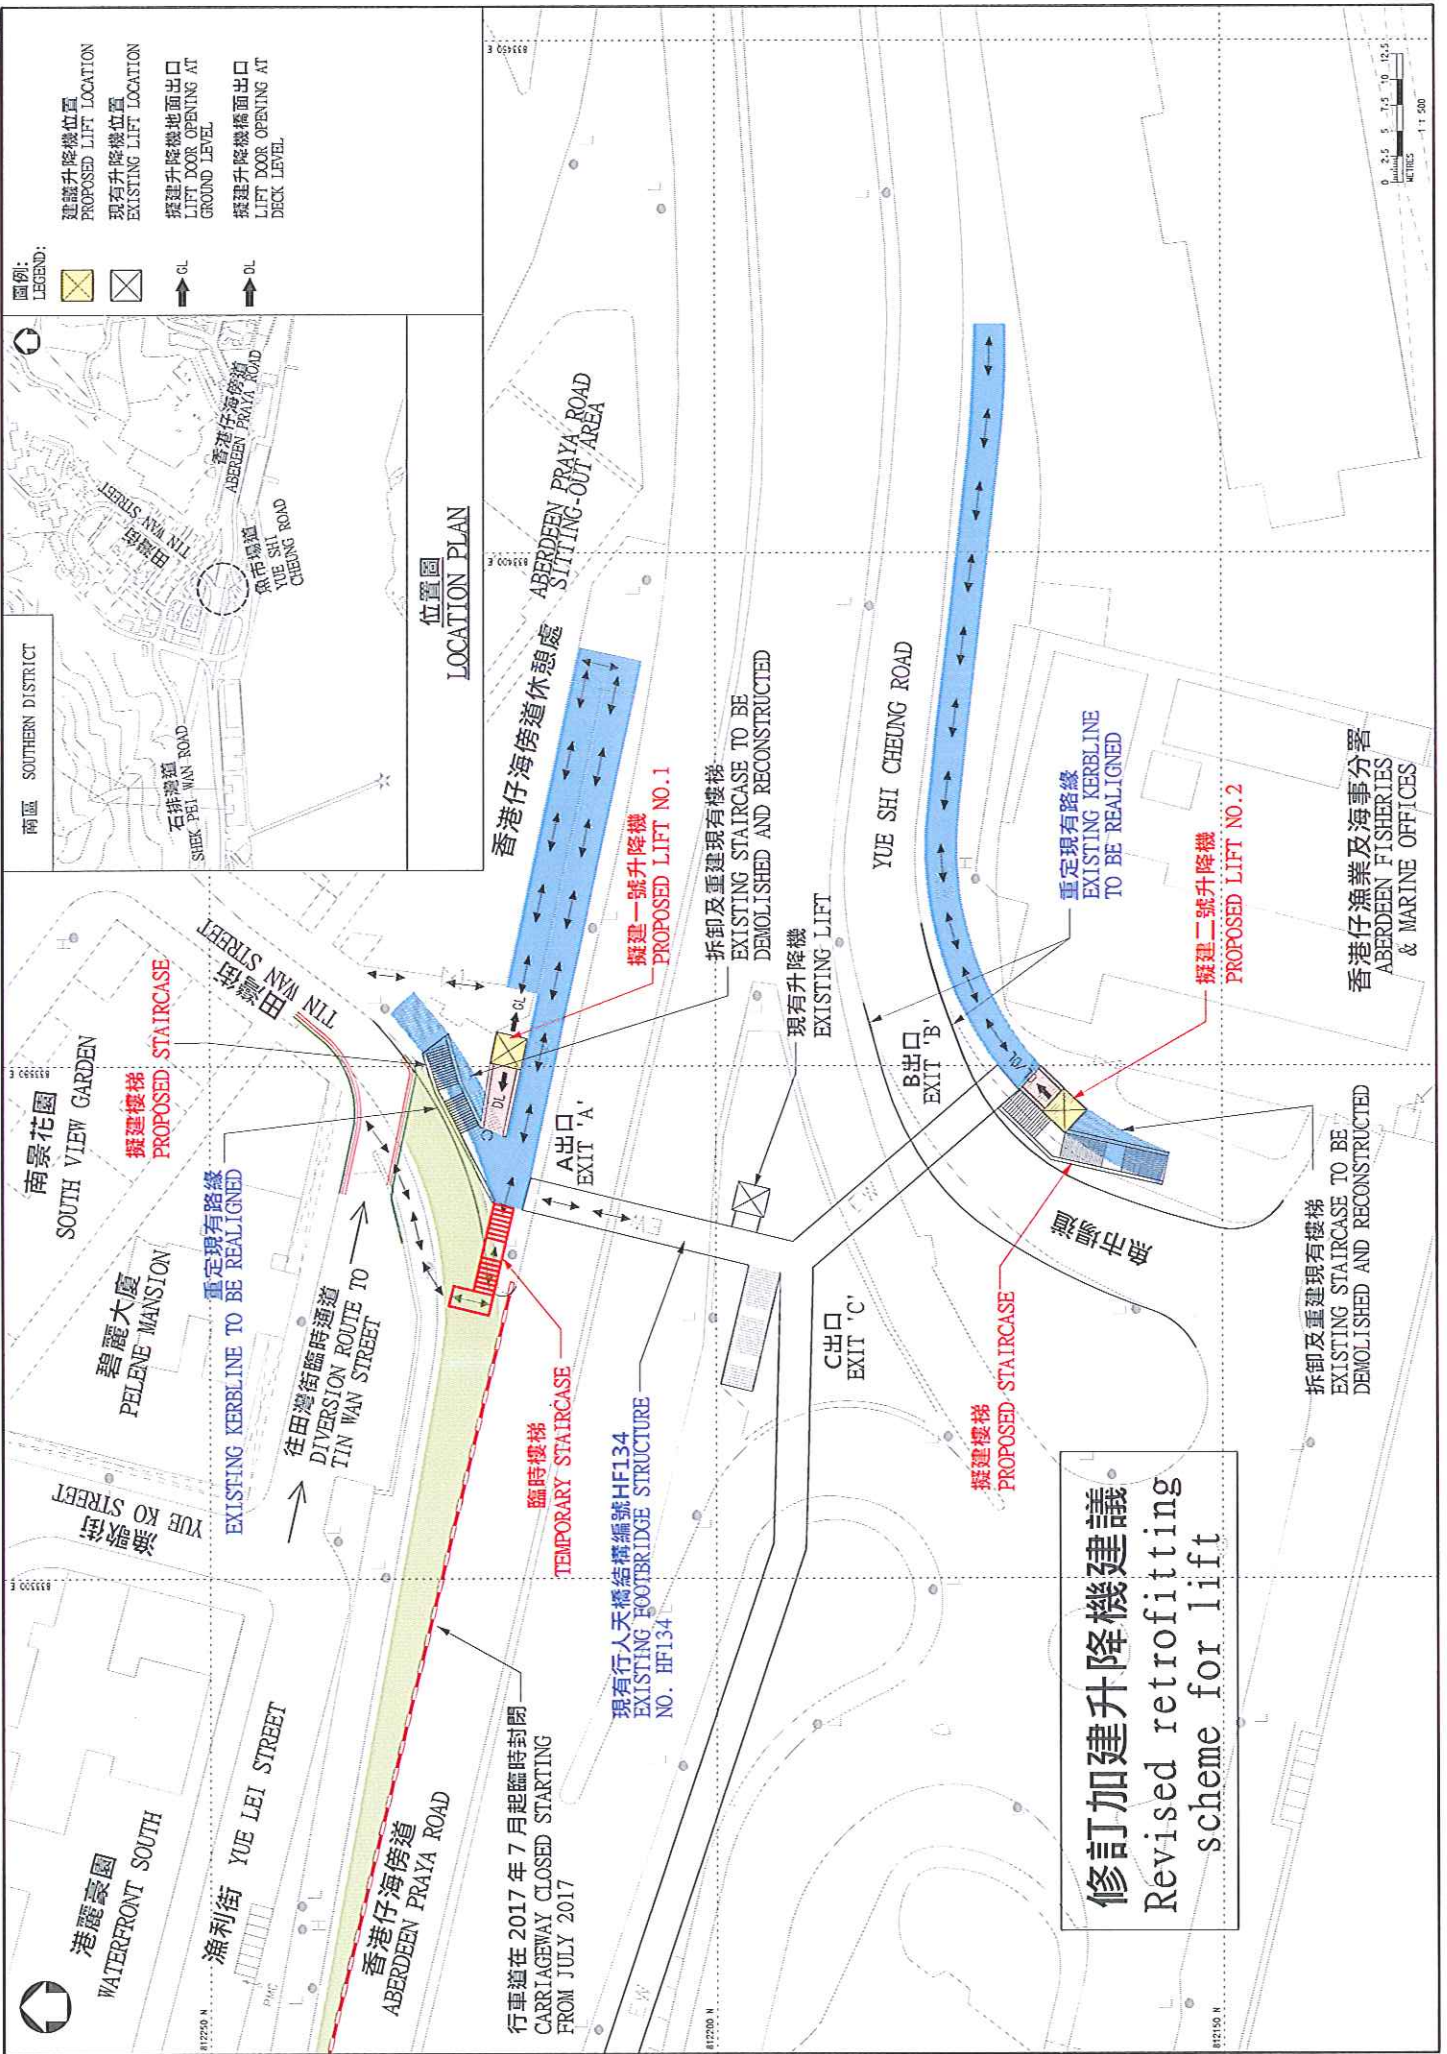 南區 SOUTHERN DISTRICT
石排灣道
SHEK PEI WAN ROAD
田灣街
TIN WAN STREET
魚市場道
YUE SHI
CHEUNG ROAD
香港仔海傍道
ABERDEEN PRAYA ROAD
位置圖
LOCATION PLAN
圖例:
LEGEND:
建議升降機位置
PROPOSED LIFT LOCATION
現有升降機位置
EXISTING LIFT LOCATION
GL
擬建升降機地面出口
LIFT DOOR OPENING AT
GROUND LEVEL
DL
擬建升降機橋面出口
LIFT DOOR OPENING AT
DECK LEVEL
港麗豪園
WATERFRONT SOUTH
漁利街 YUE LEI STREET
漁歌街
YUE KO STREET
碧麗大廈
PELENE MANSION
南景花園
SOUTH VIEW GARDEN
田灣街
TIN WAN STREET
擬建樓梯
PROPOSED STAIRCASE
重定現有路緣
EXISTING KERBLINE TO BE REALIGNED
往田灣街臨時通道
DIVERSION ROUTE TO
TIN WAN STREET
香港仔海傍道
ABERDEEN PRAYA ROAD
行車道在 2017 年 7 月起臨時封閉
CARRIAGEWAY CLOSED STARTING
FROM JULY 2017
臨時樓梯
TEMPORARY STAIRCASE
現有行人天橋結構編號HF134
EXISTING FOOTBRIDGE STRUCTURE
NO. HF134
A出口
EXIT 'A'
DL
GL
香港仔海傍道休憩處
ABERDEEN PRAYA ROAD
SITTING-OUT AREA
擬建一號升降機
PROPOSED LIFT NO.1
拆卸及重建現有樓梯
EXISTING STAIRCASE TO BE
DEMOLISHED AND RECONSTRUCTED
現有升降機
EXISTING LIFT
C出口
EXIT 'C'
B出口
EXIT 'B'
YUE SHI CHEUNG ROAD
魚市場道
重定現有路緣
EXISTING KERBLINE
TO BE REALIGNED
擬建二號升降機
PROPOSED LIFT NO.2
擬建樓梯
PROPOSED STAIRCASE
拆卸及重建現有樓梯
EXISTING STAIRCASE TO BE
DEMOLISHED AND RECONSTRUCTED
香港仔漁業及海事分署
ABERDEEN FISHERIES
& MARINE OFFICES
修訂加建升降機建議
Revised retrofitting
scheme for lift
812250 N
812200 N
812150 N
833400 E
833450 E
0 2.5 5 7.5 10 12.5
METRES
1:500